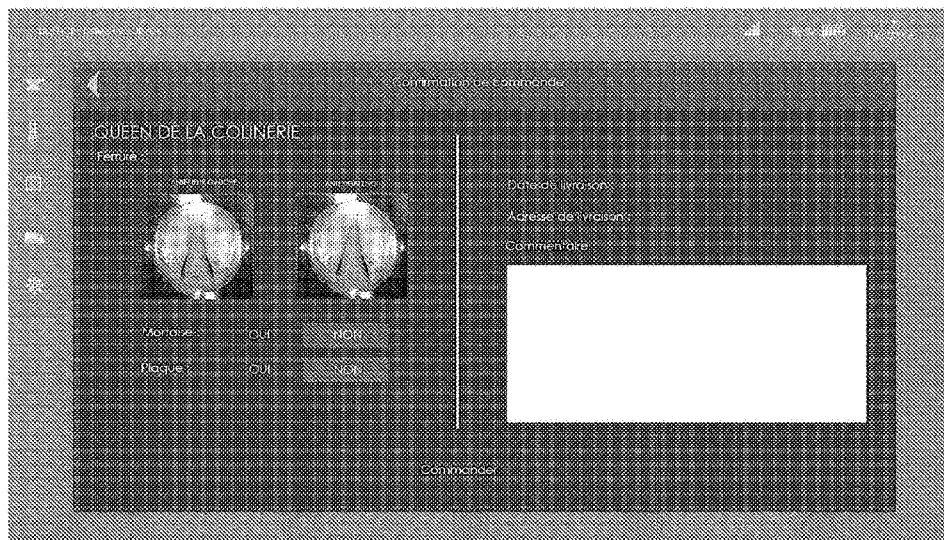 Confirmation de commande
QUEEN DE LA COLINERIE
Ferrure :
Date de livraison :
Adresse de livraison :
Commentaire
Mortaise : OUI NON
Plaque : OUI NON
Commander